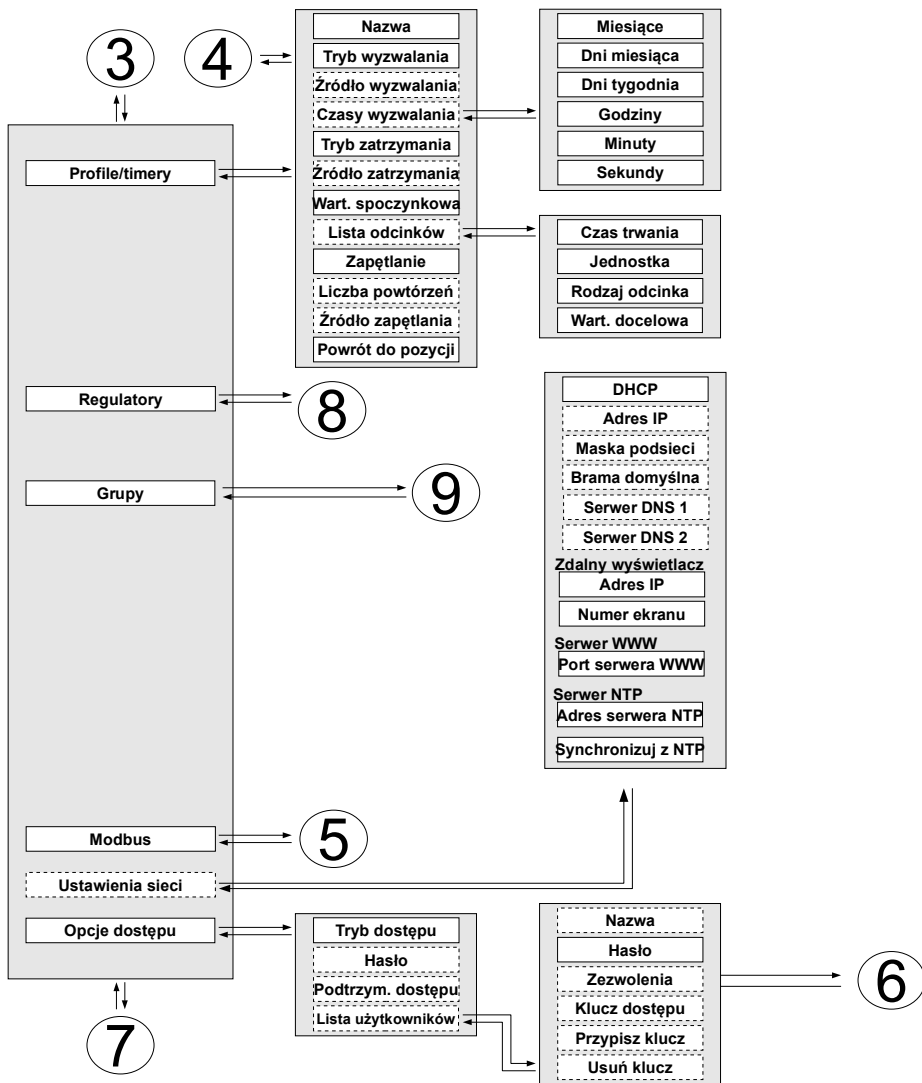 3
Profile/timery
Regulatory
Grupy
Modbus
Ustawienia sieci
Opcje dostępu
7
4
Nazwa
Tryb wyzwalania
Źródło wyzwalania
Czasy wyzwalania
Tryb zatrzymania
Źródło zatrzymania
Wart. spoczynkowa
Lista odcinków
Zapętlanie
Liczba powtórzeń
Źródło zapętlania
Powrót do pozycji
Miesiące
Dni miesiąca
Dni tygodnia
Godziny
Minuty
Sekundy
Czas trwania
Jednostka
Rodzaj odcinka
Wart. docelowa
8
9
5
DHCP
Adres IP
Maska podsieci
Brama domyślna
Serwer DNS 1
Serwer DNS 2
Zdalny wyświetlacz
Adres IP
Numer ekranu
Serwer WWW
Port serwera WWW
Serwer NTP
Adres serwera NTP
Synchronizuj z NTP
Tryb dostępu
Hasło
Podtrzym. dostępu
Lista użytkowników
Nazwa
Hasło
Zezwolenia
Klucz dostępu
Przypisz klucz
Usuń klucz
6